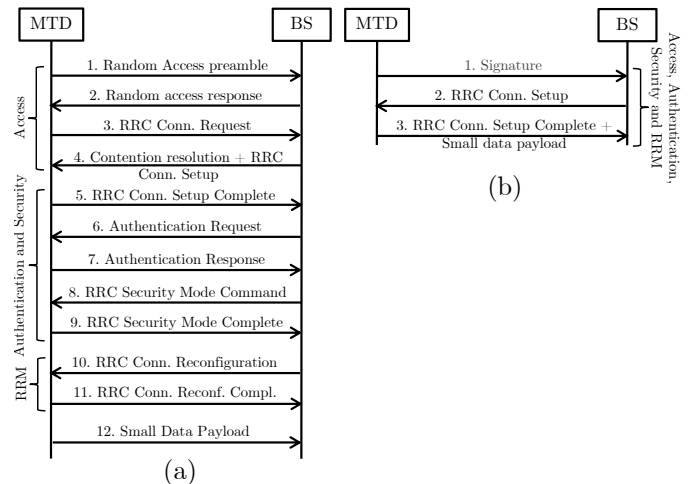 MTD
BS
1. Random Access preamble
2. Random access response
3. RRC Conn. Request
4. Contention resolution + RRC
Conn. Setup
5. RRC Conn. Setup Complete
6. Authentication Request
7. Authentication Response
8. RRC Security Mode Command
9. RRC Security Mode Complete
10. RRC Conn. Reconfiguration
11. RRC Conn. Reconf. Compl.
12. Small Data Payload
Access
Authentication and Security
RRM
(a)
MTD
BS
1. Signature
2. RRC Conn. Setup
3. RRC Conn. Setup Complete +
Small data payload
Access, Authentication,
Security and RRM
(b)